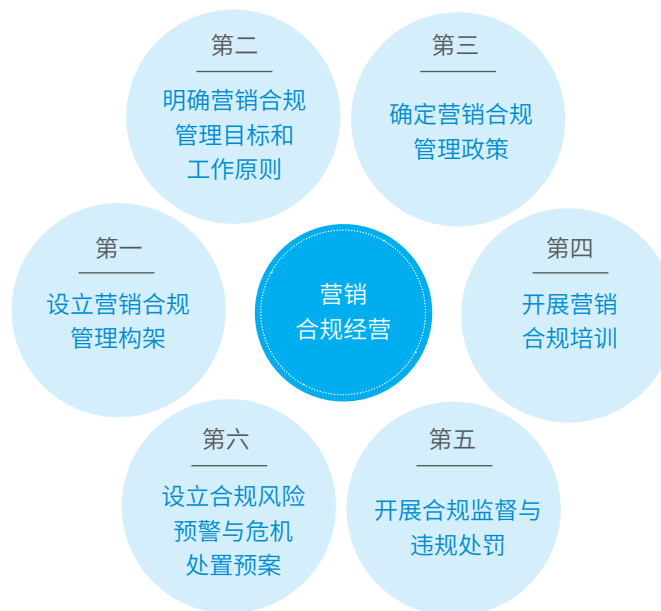 第一
设立营销合规
管理构架
第二
明确营销合规
管理目标和
工作原则
第三
确定营销合规
管理政策
第四
开展营销
合规培训
第五
开展合规监督与
违规处罚
第六
设立合规风险
预警与危机
处置预案
营销
合规经营